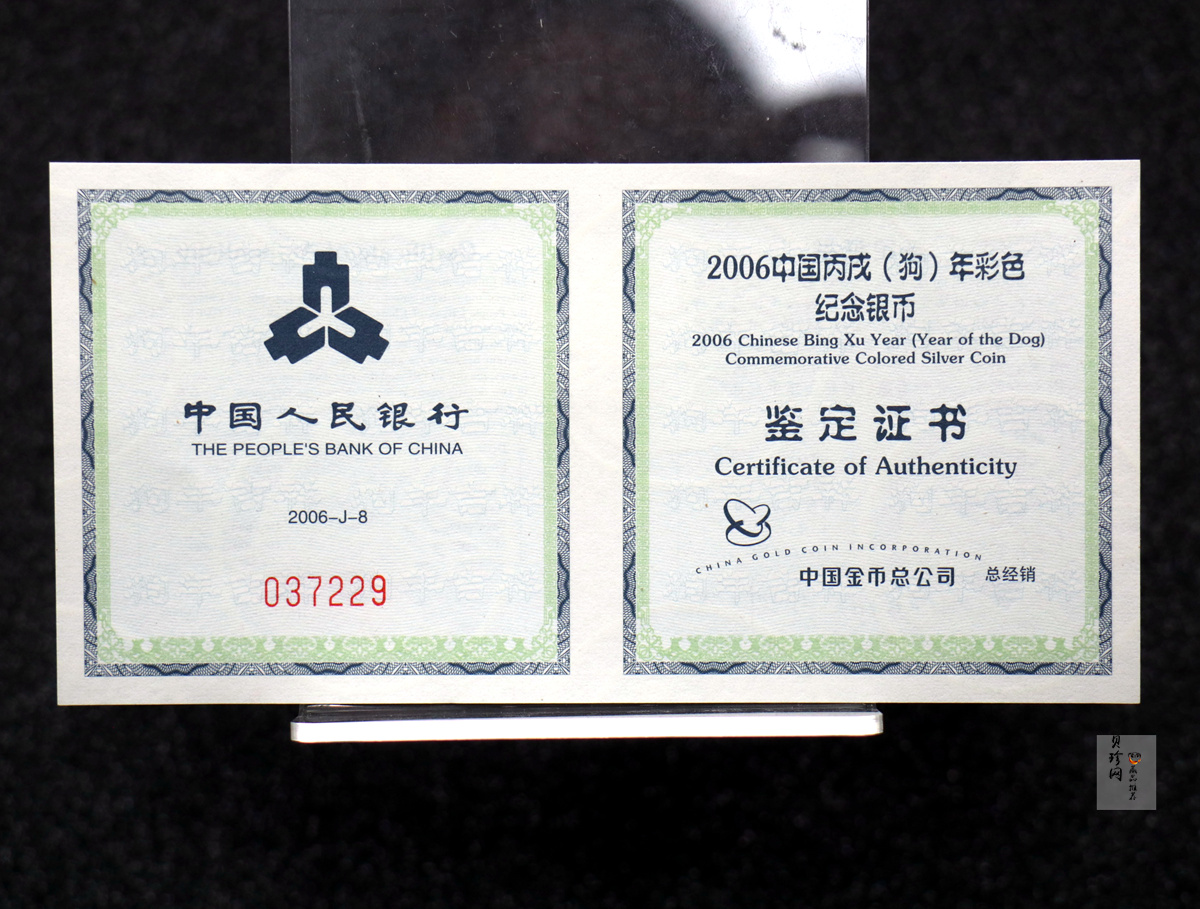 中国人民银行
THE PEOPLE'S BANK OF CHINA
2006-J-8
037229
2006中国丙戌（狗）年彩色
纪念银币
2006 Chinese Bing Xu Year (Year of the Dog)
Commemorative Colored Silver Coin
鉴定证书
Certificate of Authenticity
CHINA GOLD COIN INCORPORATION
中国金币总公司 总经销
贝珍网